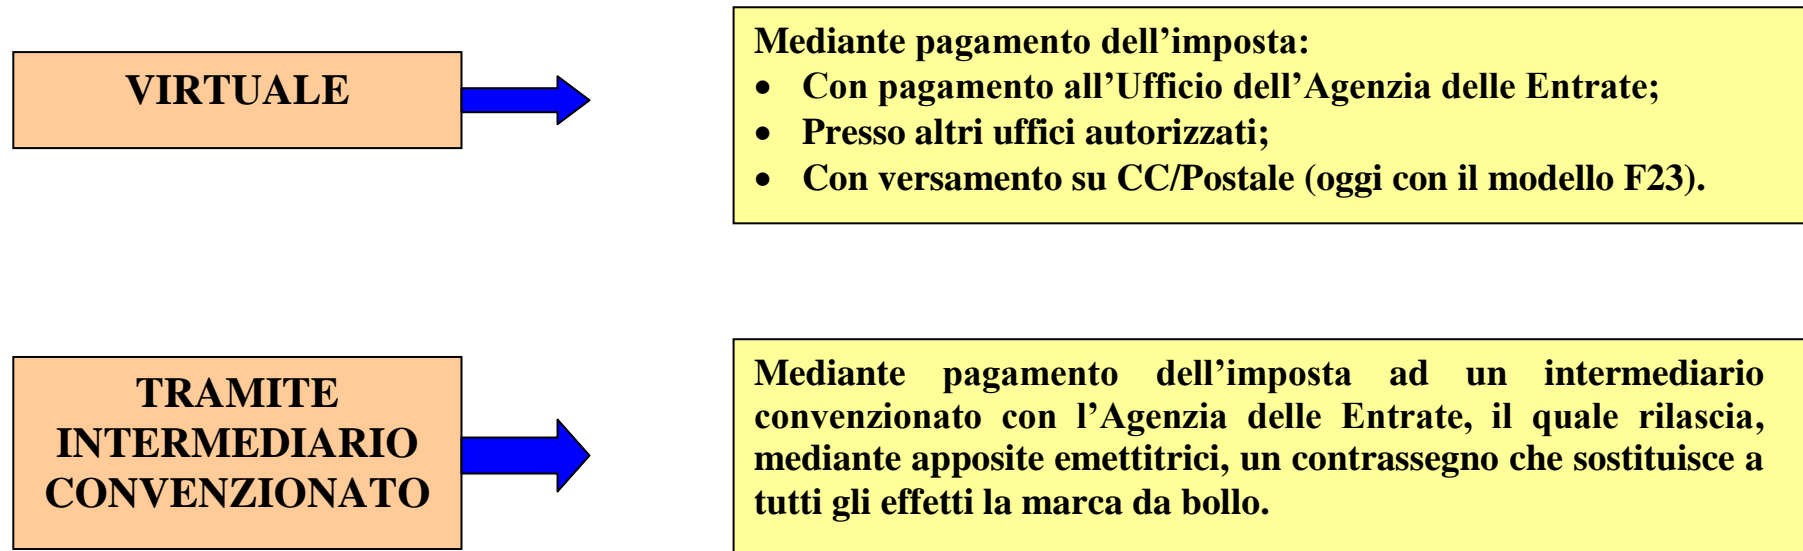 VIRTUALE
Mediante pagamento dell’imposta:
• Con pagamento all’Ufficio dell’Agenzia delle Entrate;
• Presso altri uffici autorizzati;
• Con versamento su CC/Postale (oggi con il modello F23).
TRAMITE
INTERMEDIARIO
CONVENZIONATO
Mediante pagamento dell’imposta ad un intermediario
convenzionato con l’Agenzia delle Entrate, il quale rilascia,
mediante apposite emettitrici, un contrassegno che sostituisce a
tutti gli effetti la marca da bollo.